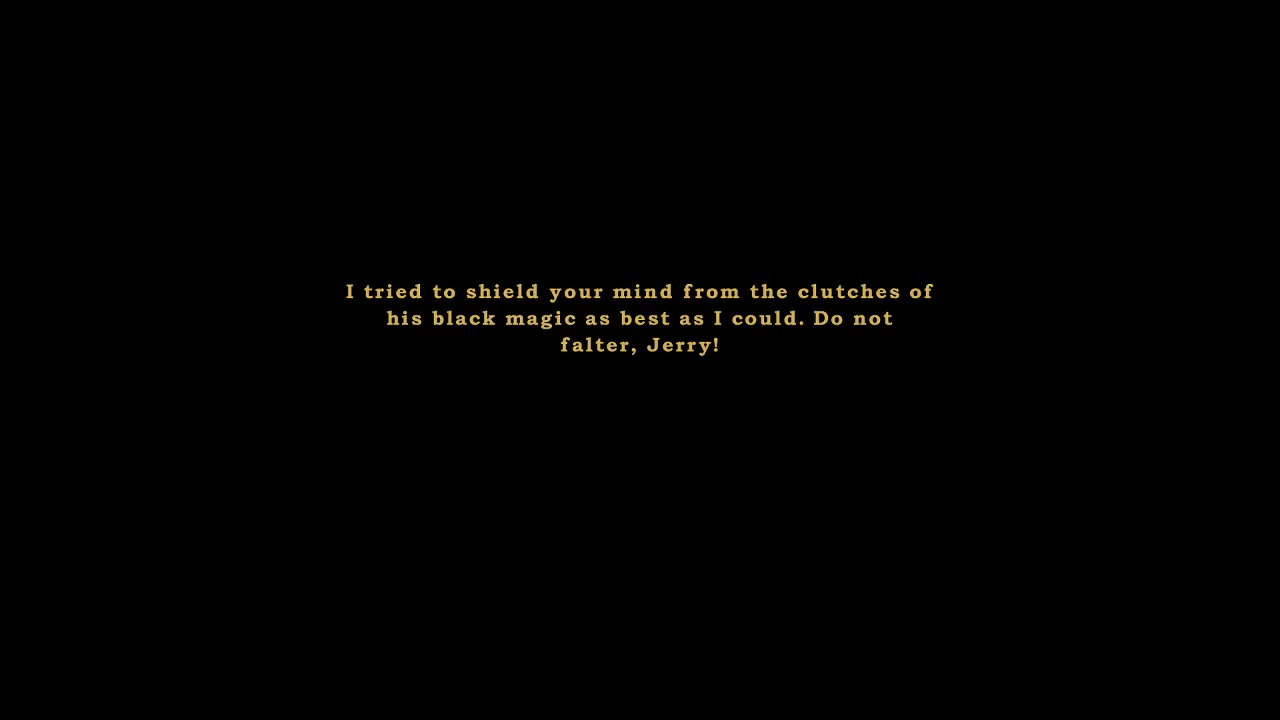 I tried to shield your mind from the clutches of
his black magic as best as I could. Do not
falter, Jerry!